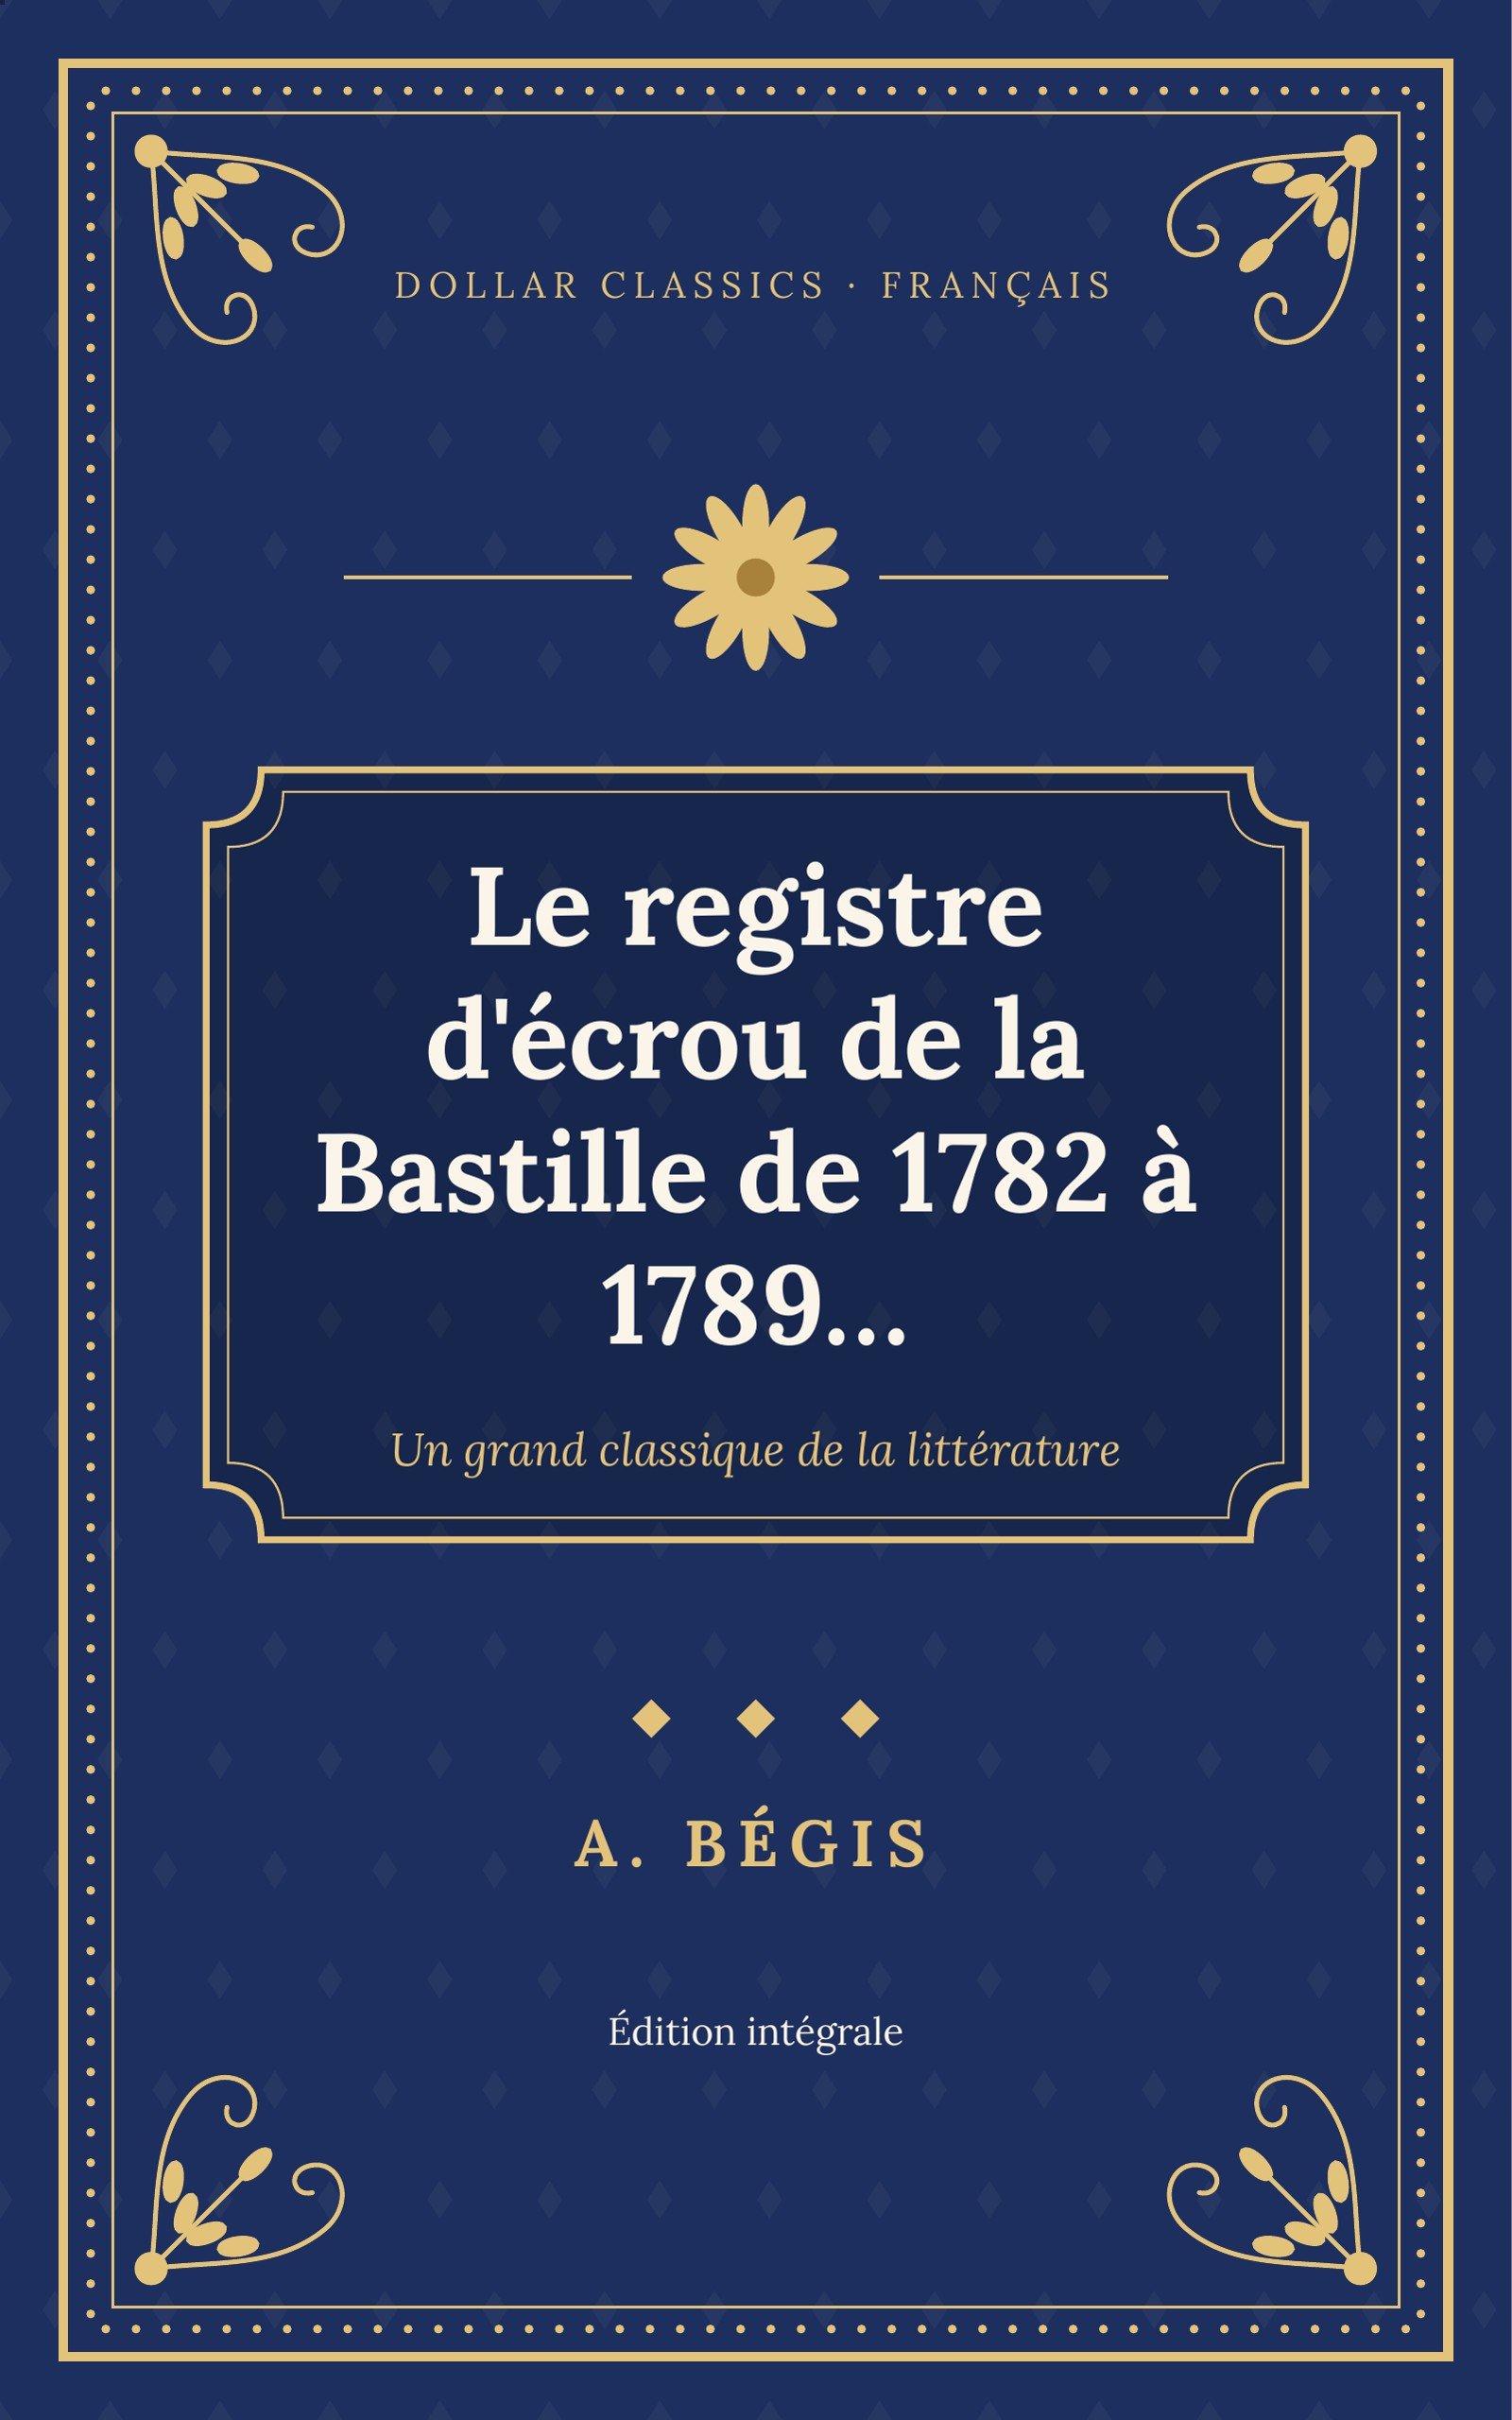 DOLLAR CLASSICS · FRANÇAIS
Le registre
d'écrou de la
Bastille de 1782 à
1789...
Un grand classique de la littérature
A. BÉGIS
Édition intégrale